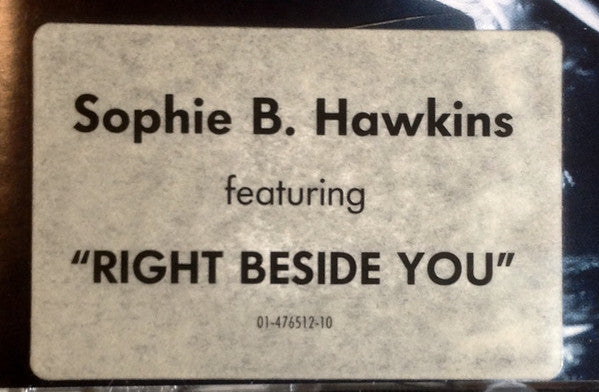 Sophie B. Hawkins
featuring
“RIGHT BESIDE YOU”
01-476512-10